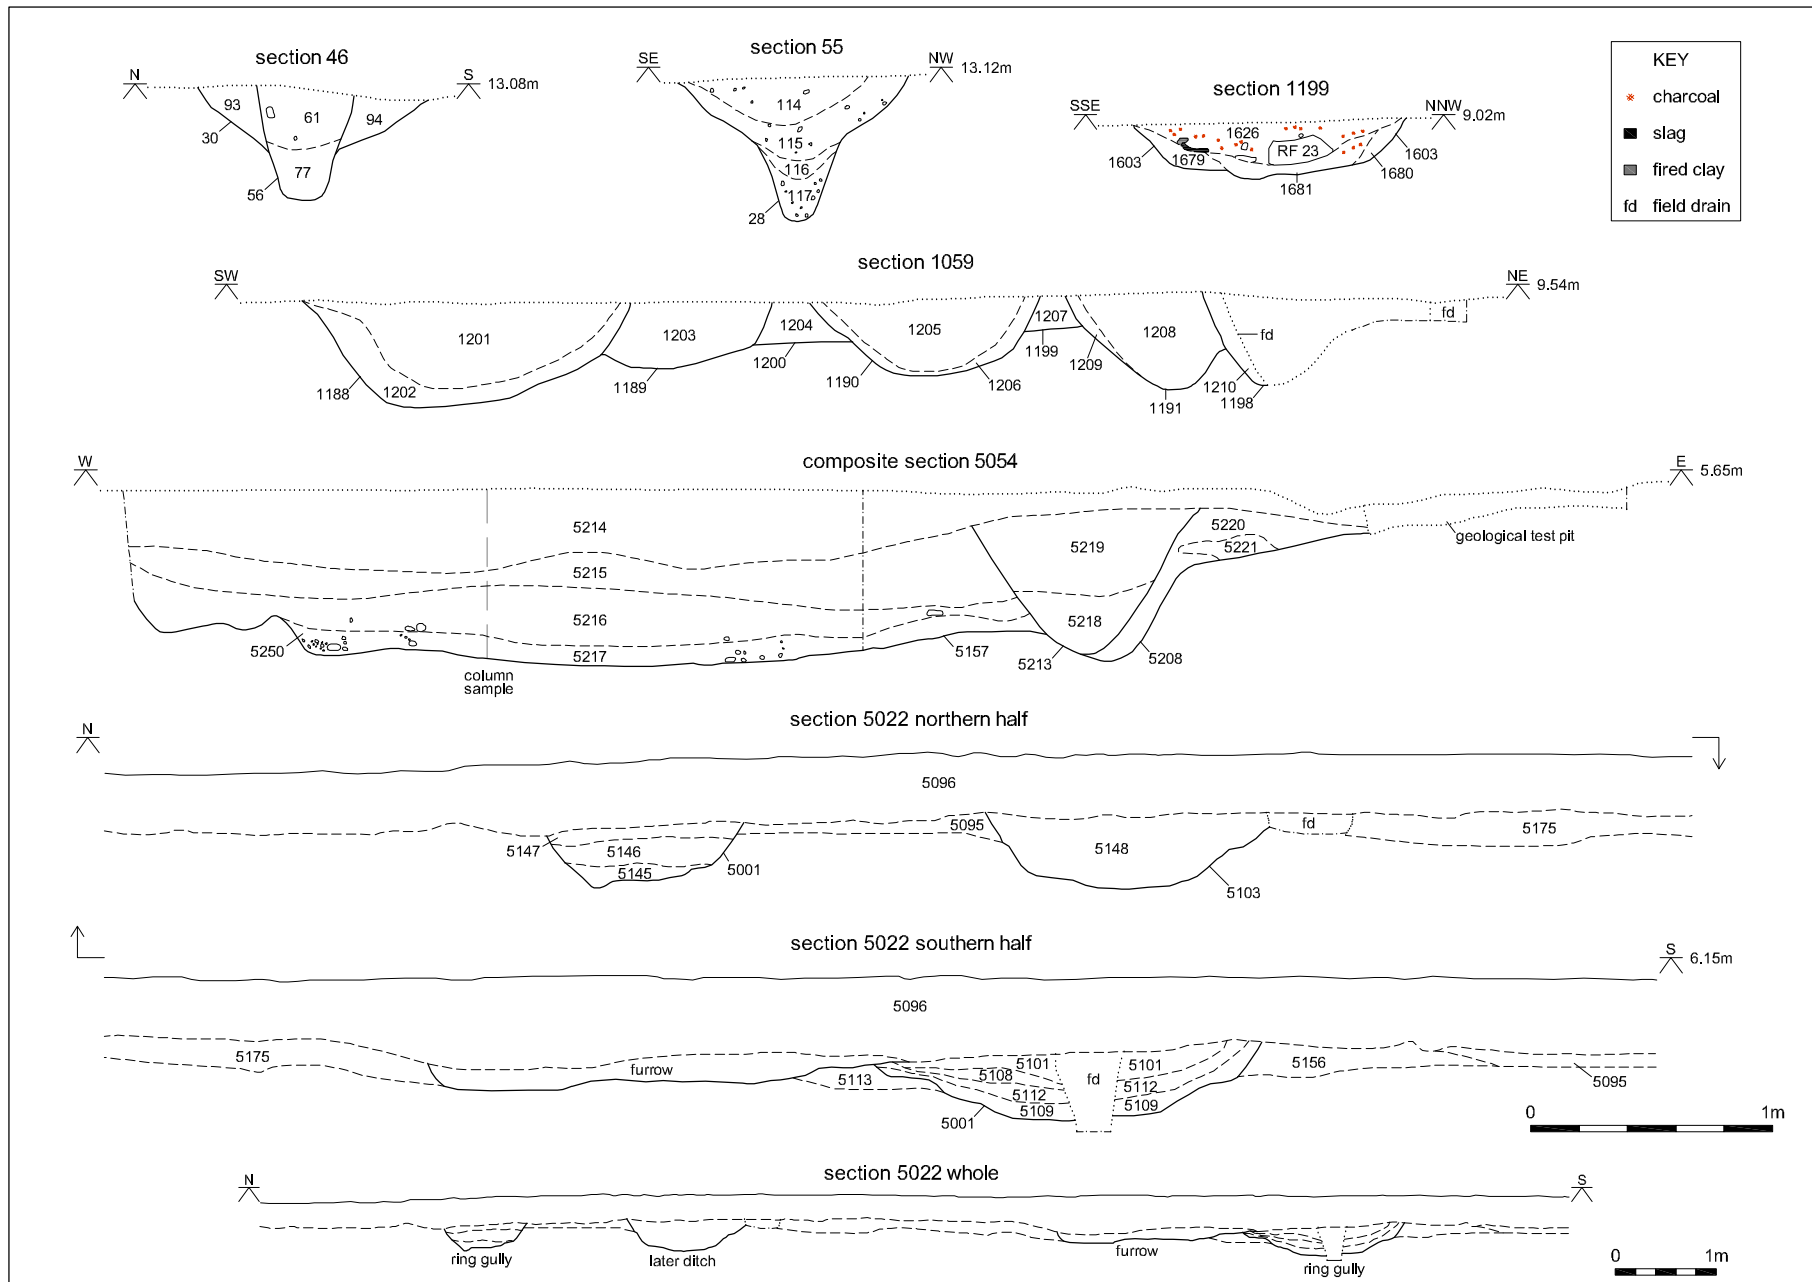 section 46
N
S
13.08m
93
61
94
30
77
56
section 55
SE
NW
13.12m
114
115
116
117
28
section 1199
SSE
NNW
9.02m
1626
RF 23
1603
1679
1603
1680
1681
KEY
charcoal
slag
fired clay
fd field drain
section 1059
SW
NE
9.54m
1201
1203
1204
1205
1207
1208
fd
fd
1188
1202
1189
1200
1190
1206
1199
1209
1191
1210
1198
composite section 5054
W
E
5.65m
5214
5215
5216
5217
5250
column
sample
5157
5213
5218
5219
5208
5220
5221
geological test pit
section 5022 northern half
N
5096
5095
fd
5175
5147
5146
5145
5001
5148
5103
section 5022 southern half
S
6.15m
5096
5175
furrow
5113
5101
5108
5112
5109
fd
5101
5112
5109
5001
5156
5095
0 1m
section 5022 whole
N
S
ring gully
later ditch
furrow
ring gully
0 1m